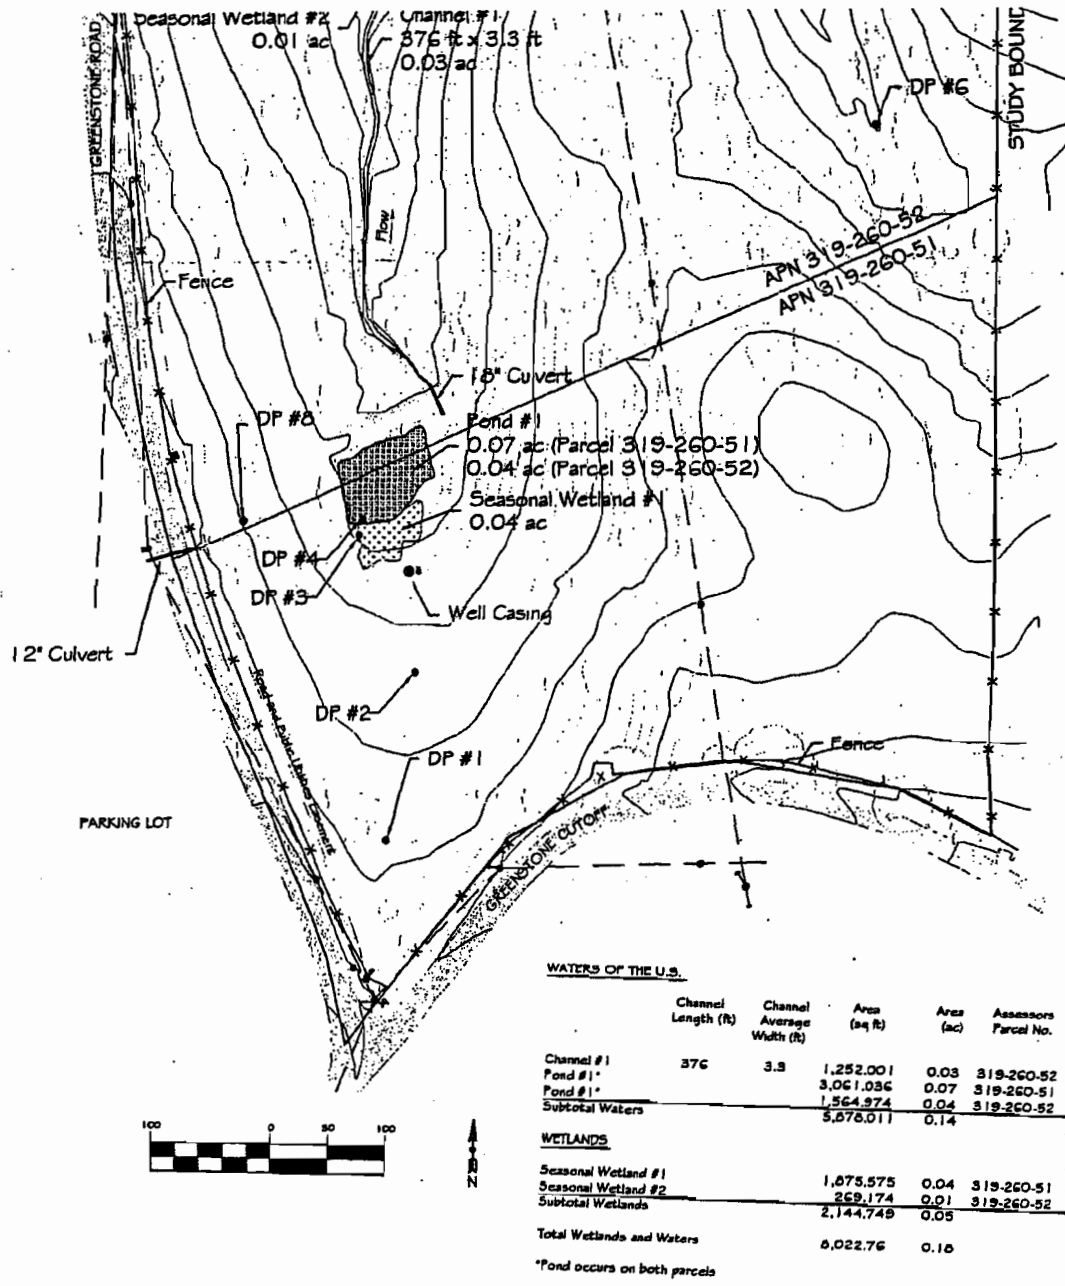 Seasonal Wetland #2
0.01 ac
Channel #1
376 ft x 3.3 ft
0.03 ac
GREENSTONE ROAD
DP #6
STUDY BOUND
Flow
APN 319-260-52
APN 319-260-51
Fence
18" Culvert
DP #8
Pond #1
0.07 ac (Parcel 319-260-51)
0.04 ac (Parcel 319-260-52)
Seasonal Wetland #1
0.04 ac
DP #4
DP #3
Well Casing
12" Culvert
Road and Public Utilities Easement
DP #2
DP #1
Fence
PARKING LOT
GREENSTONE CUTOFF
WATERS OF THE U.S.
Channel Length (ft) Channel Average Width (ft) Area (sq ft) Area (ac) Assessors Parcel No.
Channel #1 376 3.3 1,252.001 0.03 319-260-52
Pond #1* 3,061.036 0.07 319-260-51
Pond #1* 1,564.974 0.04 319-260-52
Subtotal Waters 5,878.011 0.14
WETLANDS
Seasonal Wetland #1 1,875.575 0.04 319-260-51
Seasonal Wetland #2 269.174 0.01 319-260-52
Subtotal Wetlands 2,144.749 0.05
Total Wetlands and Waters 8,022.76 0.18
*Pond occurs on both parcels
100 0 50 100
N